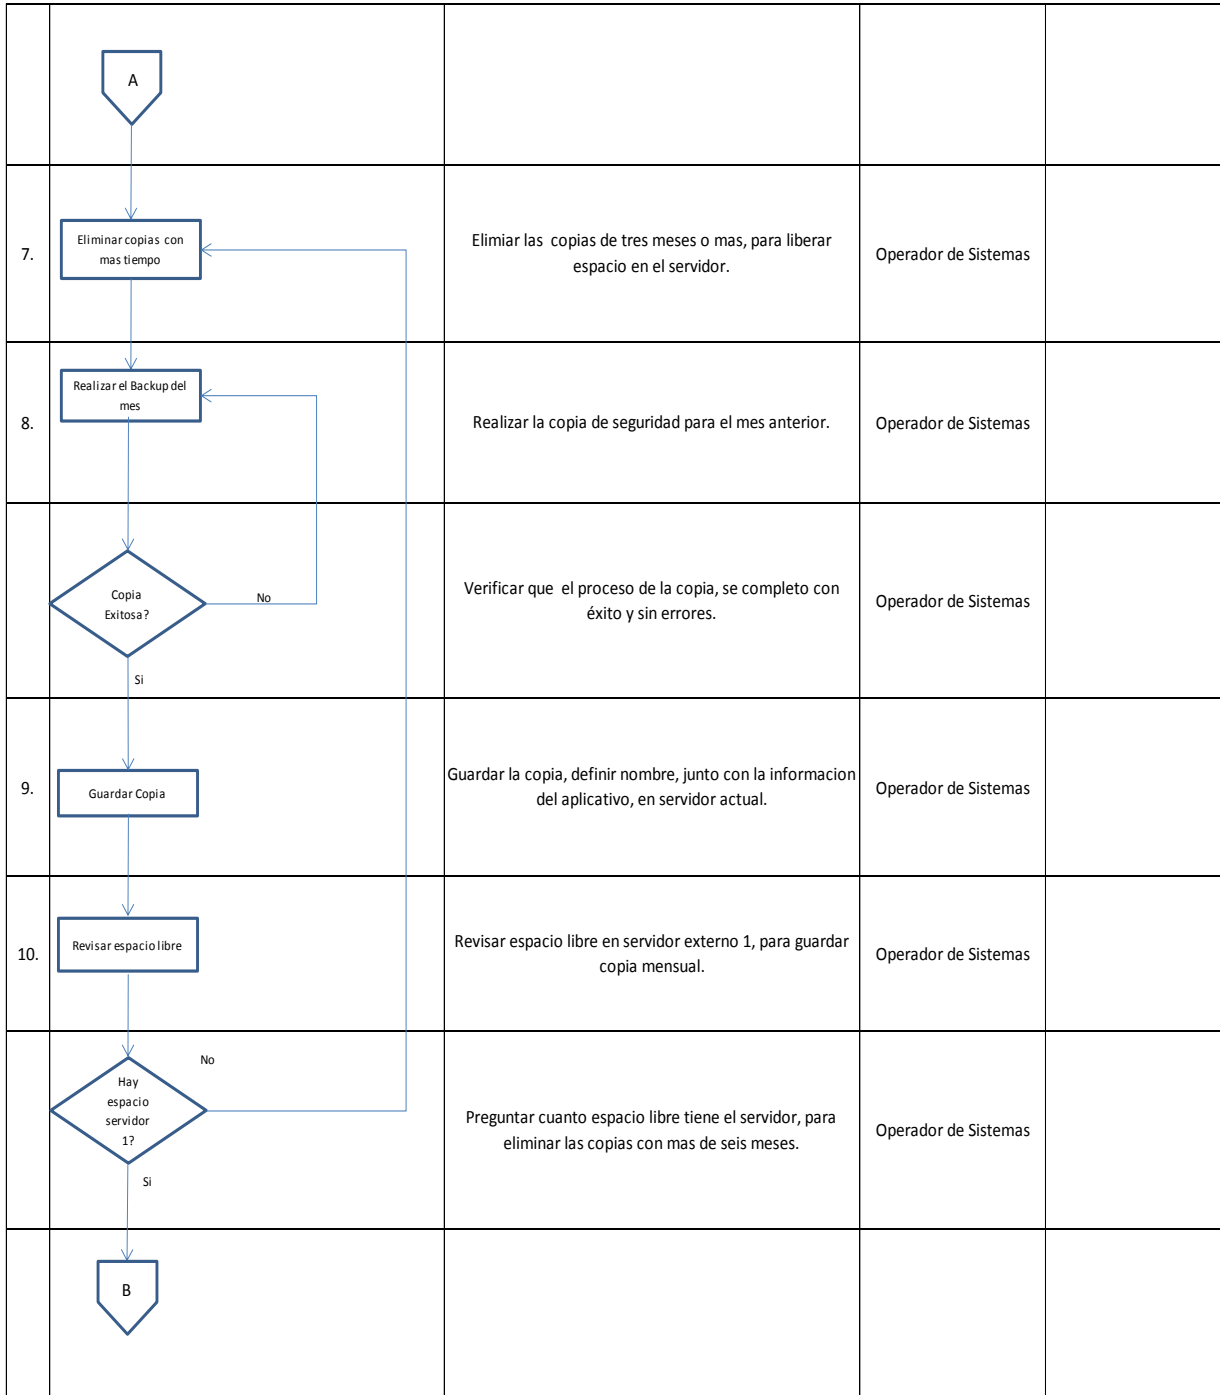 A
7.
Eliminar copias con
mas tiempo
Elimiar las copias de tres meses o mas, para liberar
espacio en el servidor.
Operador de Sistemas
8.
Realizar el Backup del
mes
Realizar la copia de seguridad para el mes anterior.
Operador de Sistemas
Copia
Exitosa?
No
Si
Verificar que el proceso de la copia, se completo con
éxito y sin errores.
Operador de Sistemas
9.
Guardar Copia
Guardar la copia, definir nombre, junto con la informacion
del aplicativo, en servidor actual.
Operador de Sistemas
10.
Revisar espacio libre
Revisar espacio libre en servidor externo 1, para guardar
copia mensual.
Operador de Sistemas
No
Hay
espacio
servidor
1?
Si
Preguntar cuanto espacio libre tiene el servidor, para
eliminar las copias con mas de seis meses.
Operador de Sistemas
B